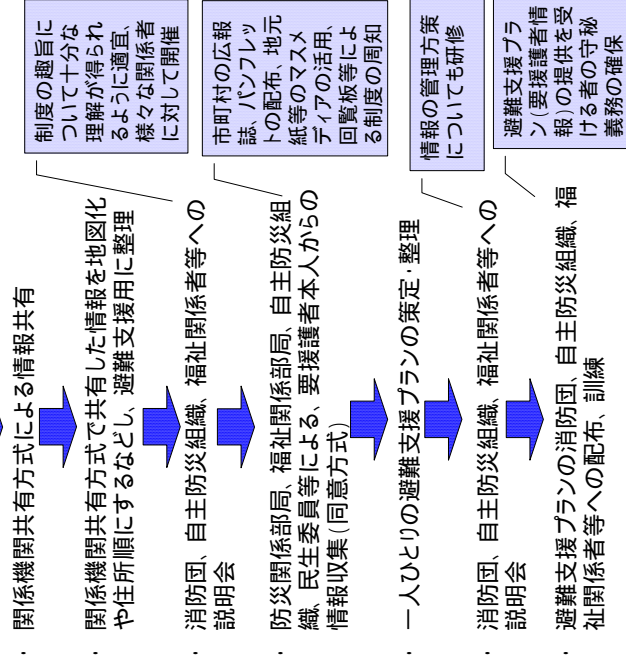 関係機関共有方式による情報共有
関係機関共有方式で共有した情報を地図化
や住所順にするなどし、避難支援用に整理
消防団、自主防災組織、福祉関係者等への
説明会
制度の趣旨に
ついて十分な
理解が得られ
るように適宜、
様々な関係者
に対して開催
防災関係部局、福祉関係部局、自主防災組
織、民生委員等による、要援護者本人からの
情報収集(同意方式)
市町村の広報
誌、パンフレッ
トの配布、地元
紙等のマスメ
ディアの活用、
回覧板等によ
る制度の周知
一人ひとりの避難支援プランの策定・整理
消防団、自主防災組織、福祉関係者等への
説明会
情報の管理方策
についても研修
避難支援プランの消防団、自主防災組織、福
祉関係者等への配布、訓練
避難支援プラ
ン(要援護者情
報)の提供を受
ける者の守秘
義務の確保